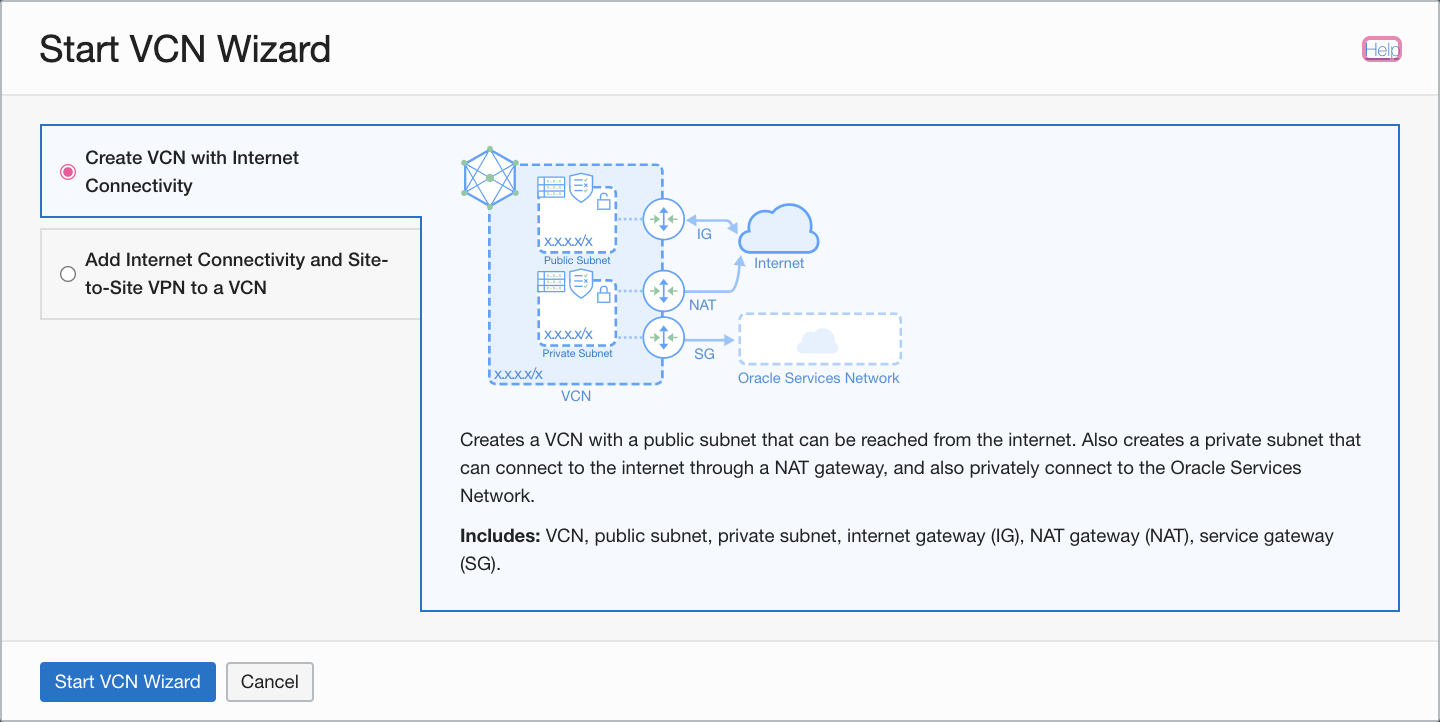 Start VCN Wizard
Help
Create VCN with Internet
Connectivity
Add Internet Connectivity and Site-
to-Site VPN to a VCN
x.x.x.x/x
Public Subnet
IG
Internet
NAT
x.x.x.x/x
Private Subnet
SG
x.x.x.x/x
VCN
Oracle Services Network
Creates a VCN with a public subnet that can be reached from the internet. Also creates a private subnet that
can connect to the internet through a NAT gateway, and also privately connect to the Oracle Services
Network.
Includes: VCN, public subnet, private subnet, internet gateway (IG), NAT gateway (NAT), service gateway
(SG).
Start VCN Wizard
Cancel